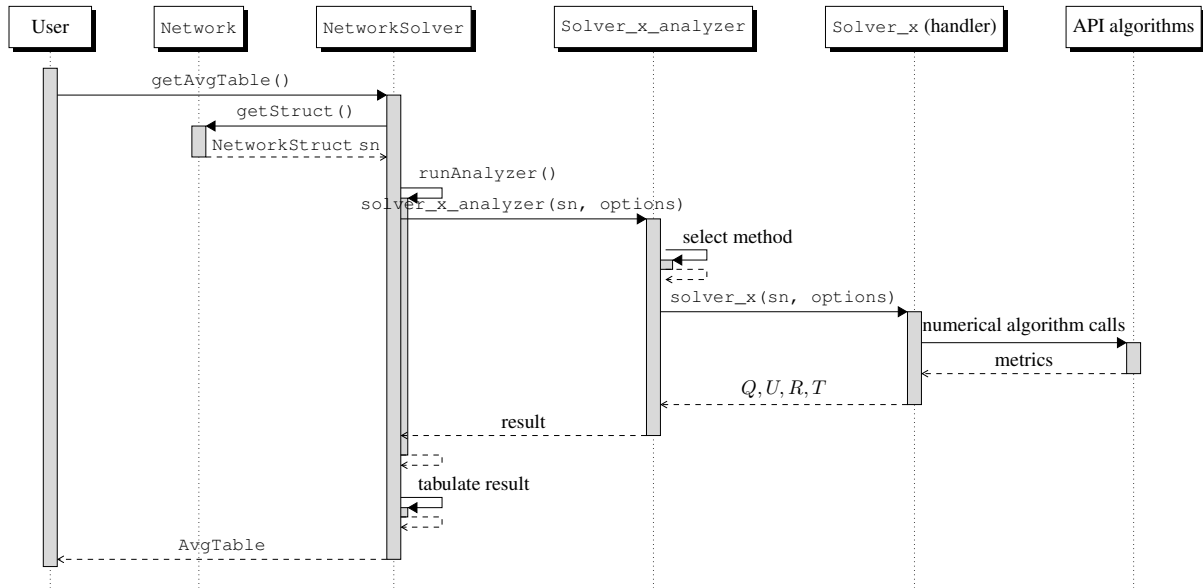 User Network NetworkSolver Solver_x_analyzer Solver_x (handler) API algorithms
getAvgTable()
getStruct()
NetworkStruct sn
runAnalyzer()
solver_x_analyzer(sn, options)
select method
solver_x(sn, options)
numerical algorithm calls
metrics
Q, U, R, T
result
tabulate result
AvgTable